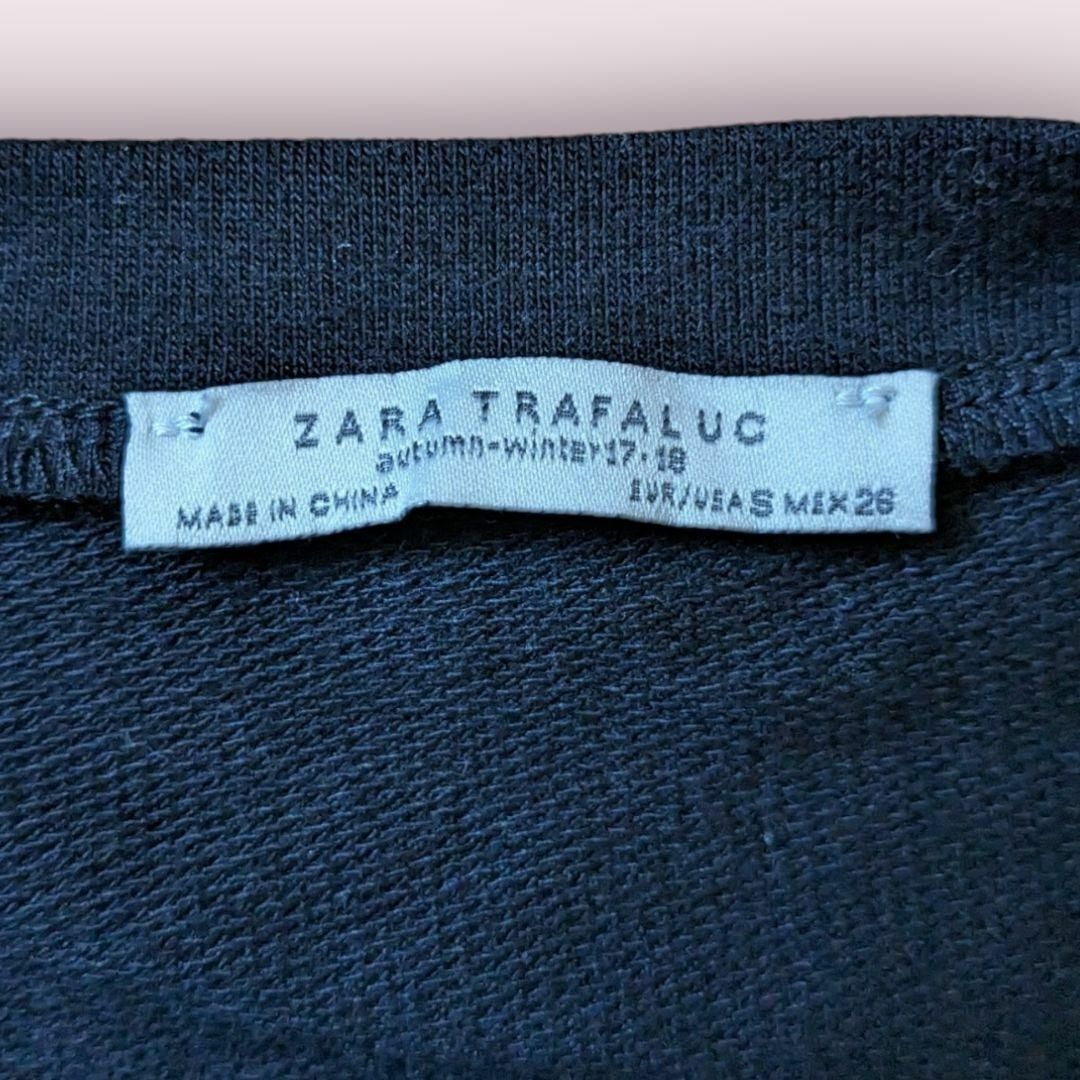 ZARA TRAFALUC
autumn-winter17·18
MADE IN CHINA EUR/USA S MEX 26